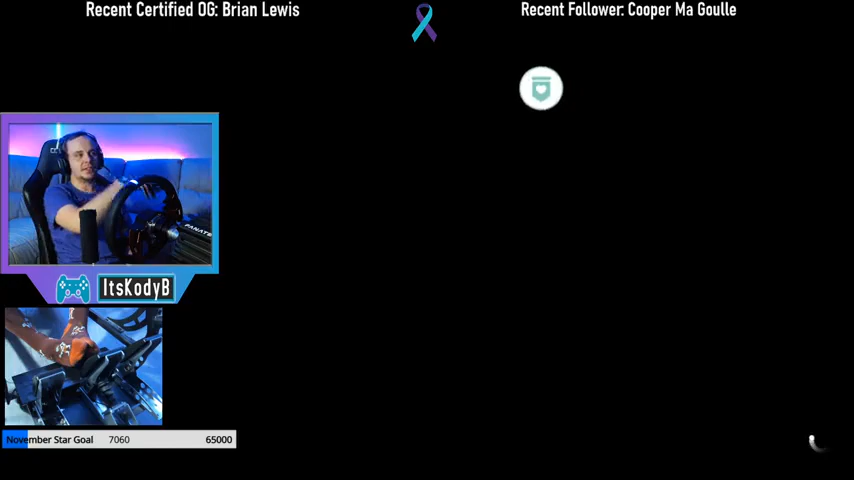 Recent Certified OG: Brian Lewis
Recent Follower: Cooper Ma Goulle
ItsKodyB
November Star Goal 7060 65000